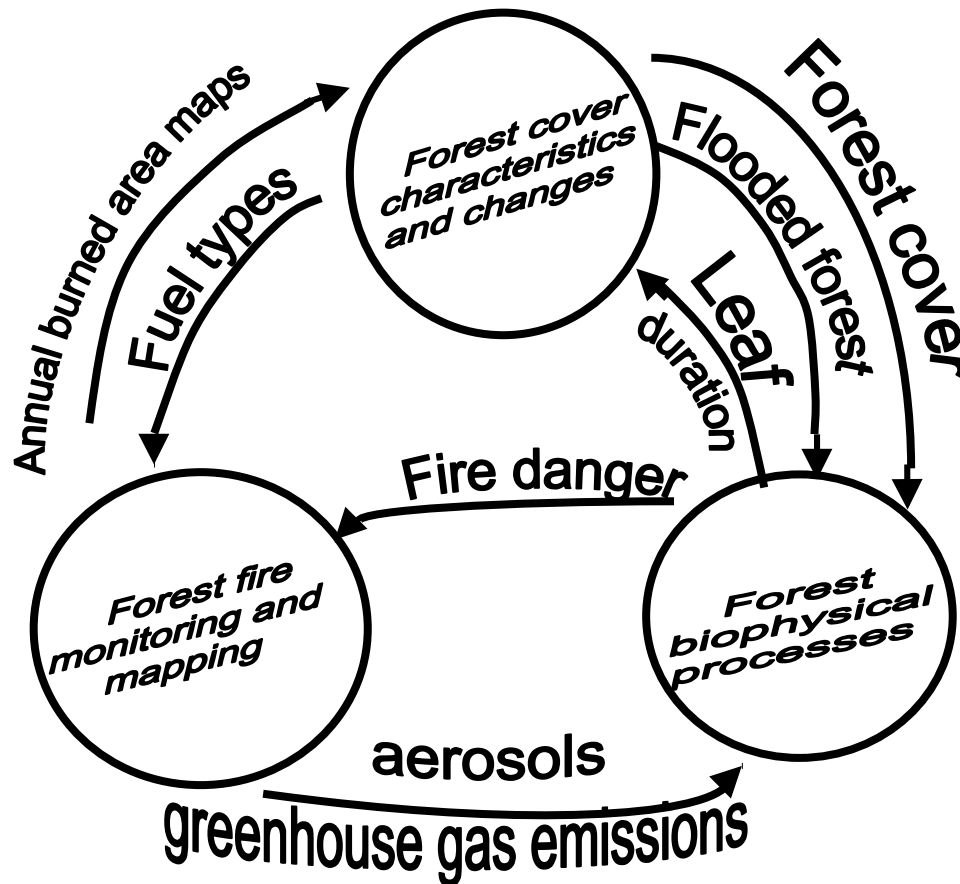 Annual burned area maps
Fuel types
Forest cover
characteristics
and changes
Flooded forest
Forest cover
Leaf
duration
Fire danger
Forest fire
monitoring and
mapping
Forest
biophysical
processes
aerosols
greenhouse gas emissions